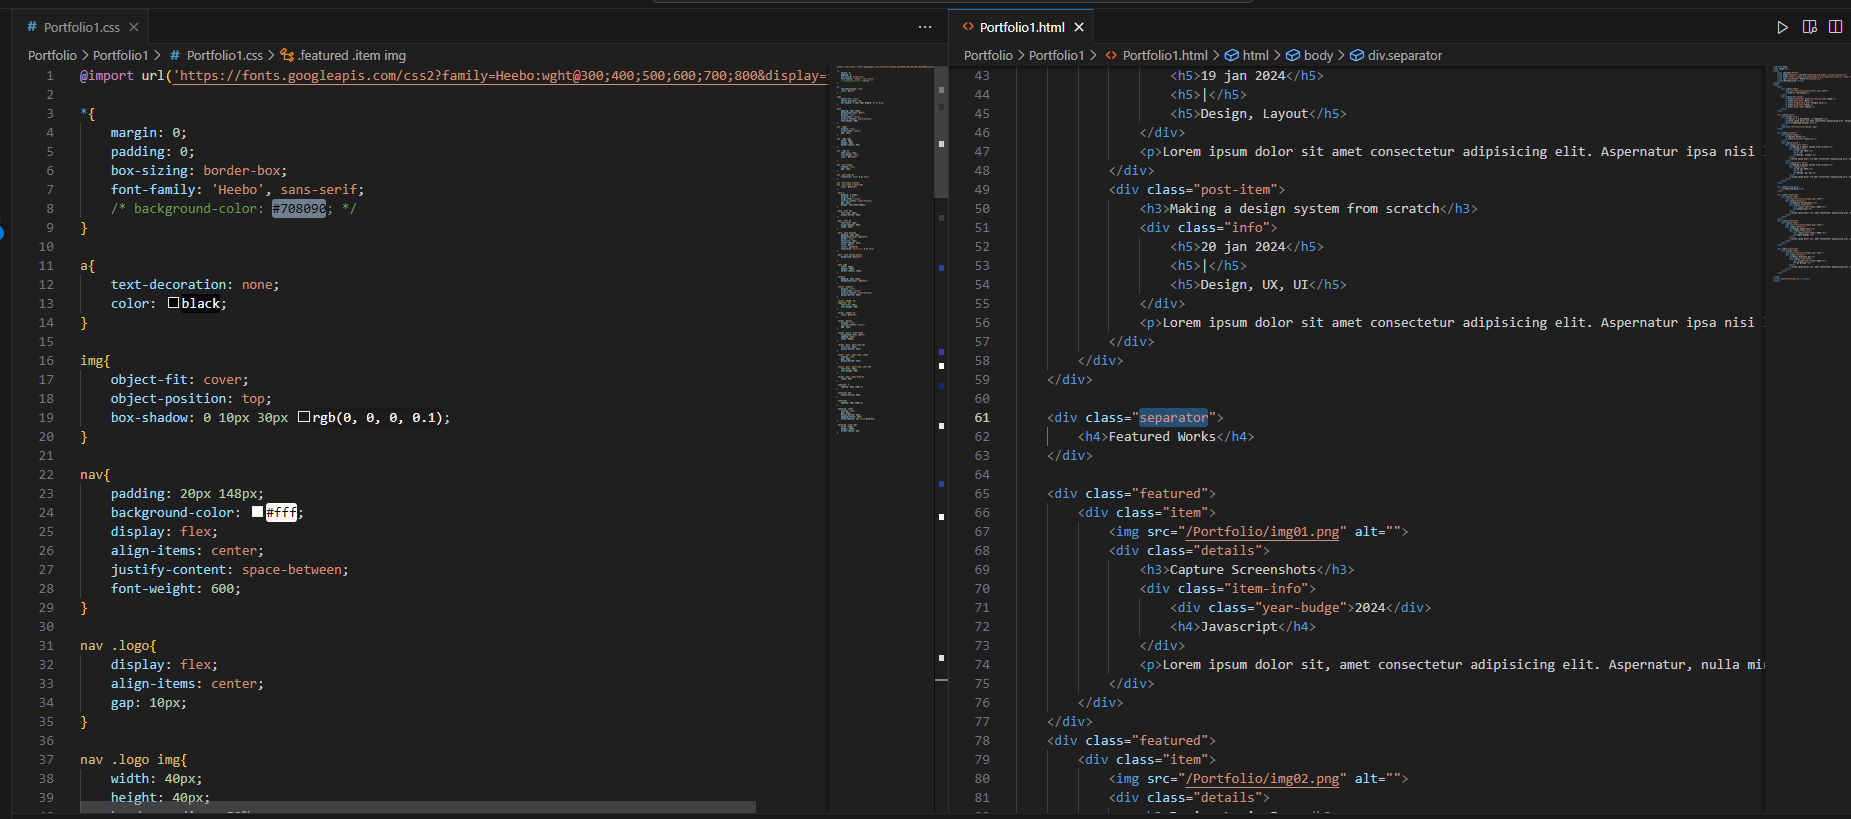 # Portfolio1.css ×
Portfolio > Portfolio1 > # Portfolio1.css > .featured .item img
1 @import url('https://fonts.googleapis.com/css2?family=Heebo:wght@300;400;500;600;700;800&display=
2
3 *{
4 margin: 0;
5 padding: 0;
6 box-sizing: border-box;
7 font-family: 'Heebo', sans-serif;
8 /* background-color: #708090; */
9 }
10
11 a{
12 text-decoration: none;
13 color: black;
14 }
15
16 img{
17 object-fit: cover;
18 object-position: top;
19 box-shadow: 0 10px 30px rgb(0, 0, 0, 0.1);
20 }
21
22 nav{
23 padding: 20px 148px;
24 background-color: #fff;
25 display: flex;
26 align-items: center;
27 justify-content: space-between;
28 font-weight: 600;
29 }
30
31 nav .logo{
32 display: flex;
33 align-items: center;
34 gap: 10px;
35 }
36
37 nav .logo img{
38 width: 40px;
39 height: 40px;
<> Portfolio1.html ×
Portfolio > Portfolio1 > <> Portfolio1.html > html > body > div.separator
43 <h5>19 jan 2024</h5>
44 <h5>|</h5>
45 <h5>Design, Layout</h5>
46 </div>
47 <p>Lorem ipsum dolor sit amet consectetur adipisicing elit. Aspernatur ipsa nisi
48 </div>
49 <div class="post-item">
50 <h3>Making a design system from scratch</h3>
51 <div class="info">
52 <h5>20 jan 2024</h5>
53 <h5>|</h5>
54 <h5>Design, UX, UI</h5>
55 </div>
56 <p>Lorem ipsum dolor sit amet consectetur adipisicing elit. Aspernatur ipsa nisi
57 </div>
58 </div>
59 </div>
60
61 <div class="separator">
62 <h4>Featured Works</h4>
63 </div>
64
65 <div class="featured">
66 <div class="item">
67 <img src="/Portfolio/img01.png" alt="">
68 <div class="details">
69 <h3>Capture Screenshots</h3>
70 <div class="item-info">
71 <div class="year-budge">2024</div>
72 <h4>Javascript</h4>
73 </div>
74 <p>Lorem ipsum dolor sit, amet consectetur adipisicing elit. Aspernatur, nulla
75 </div>
76 </div>
77 </div>
78 <div class="featured">
79 <div class="item">
80 <img src="/Portfolio/img02.png" alt="">
81 <div class="details">